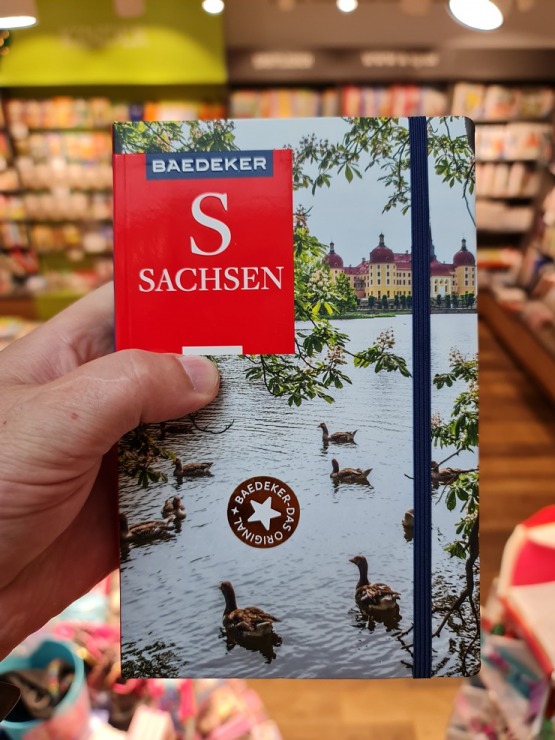 BAEDEKER
S
SACHSEN
BAEDEKER-DAS ORIGINAL